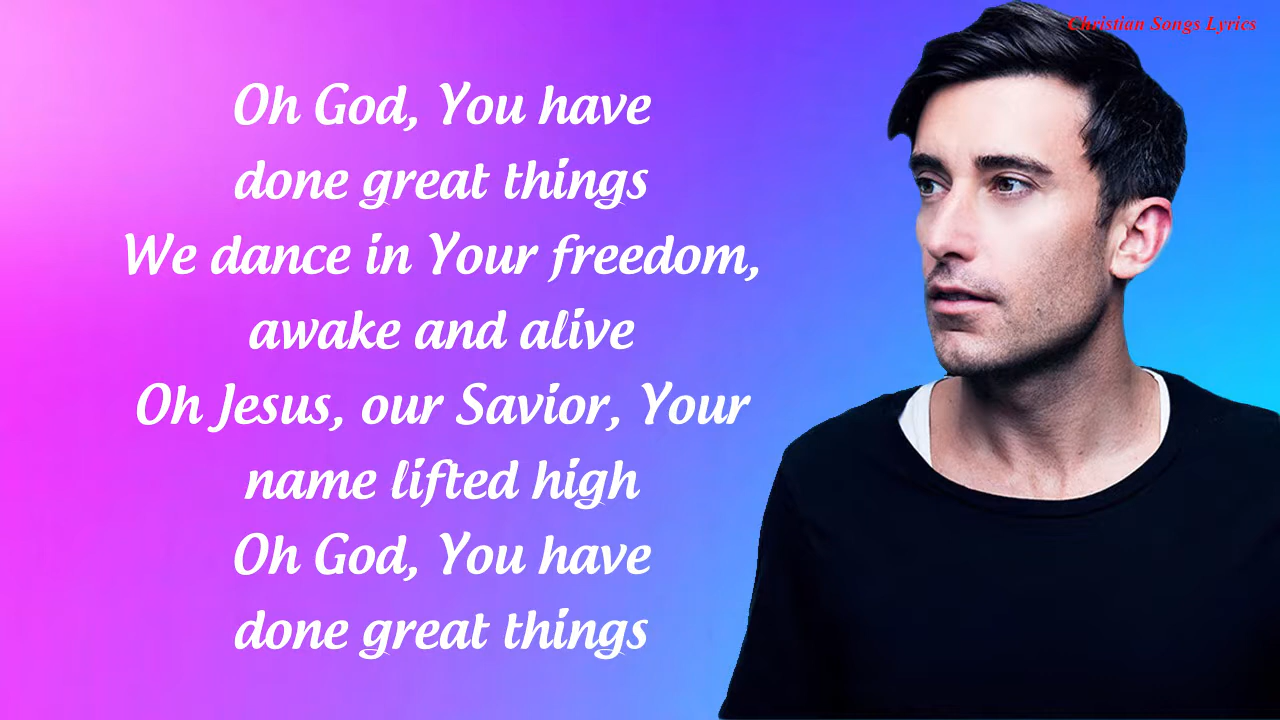 Christian Songs Lyrics
Oh God, You have
done great things
We dance in Your freedom,
awake and alive
Oh Jesus, our Savior, Your
name lifted high
Oh God, You have
done great things